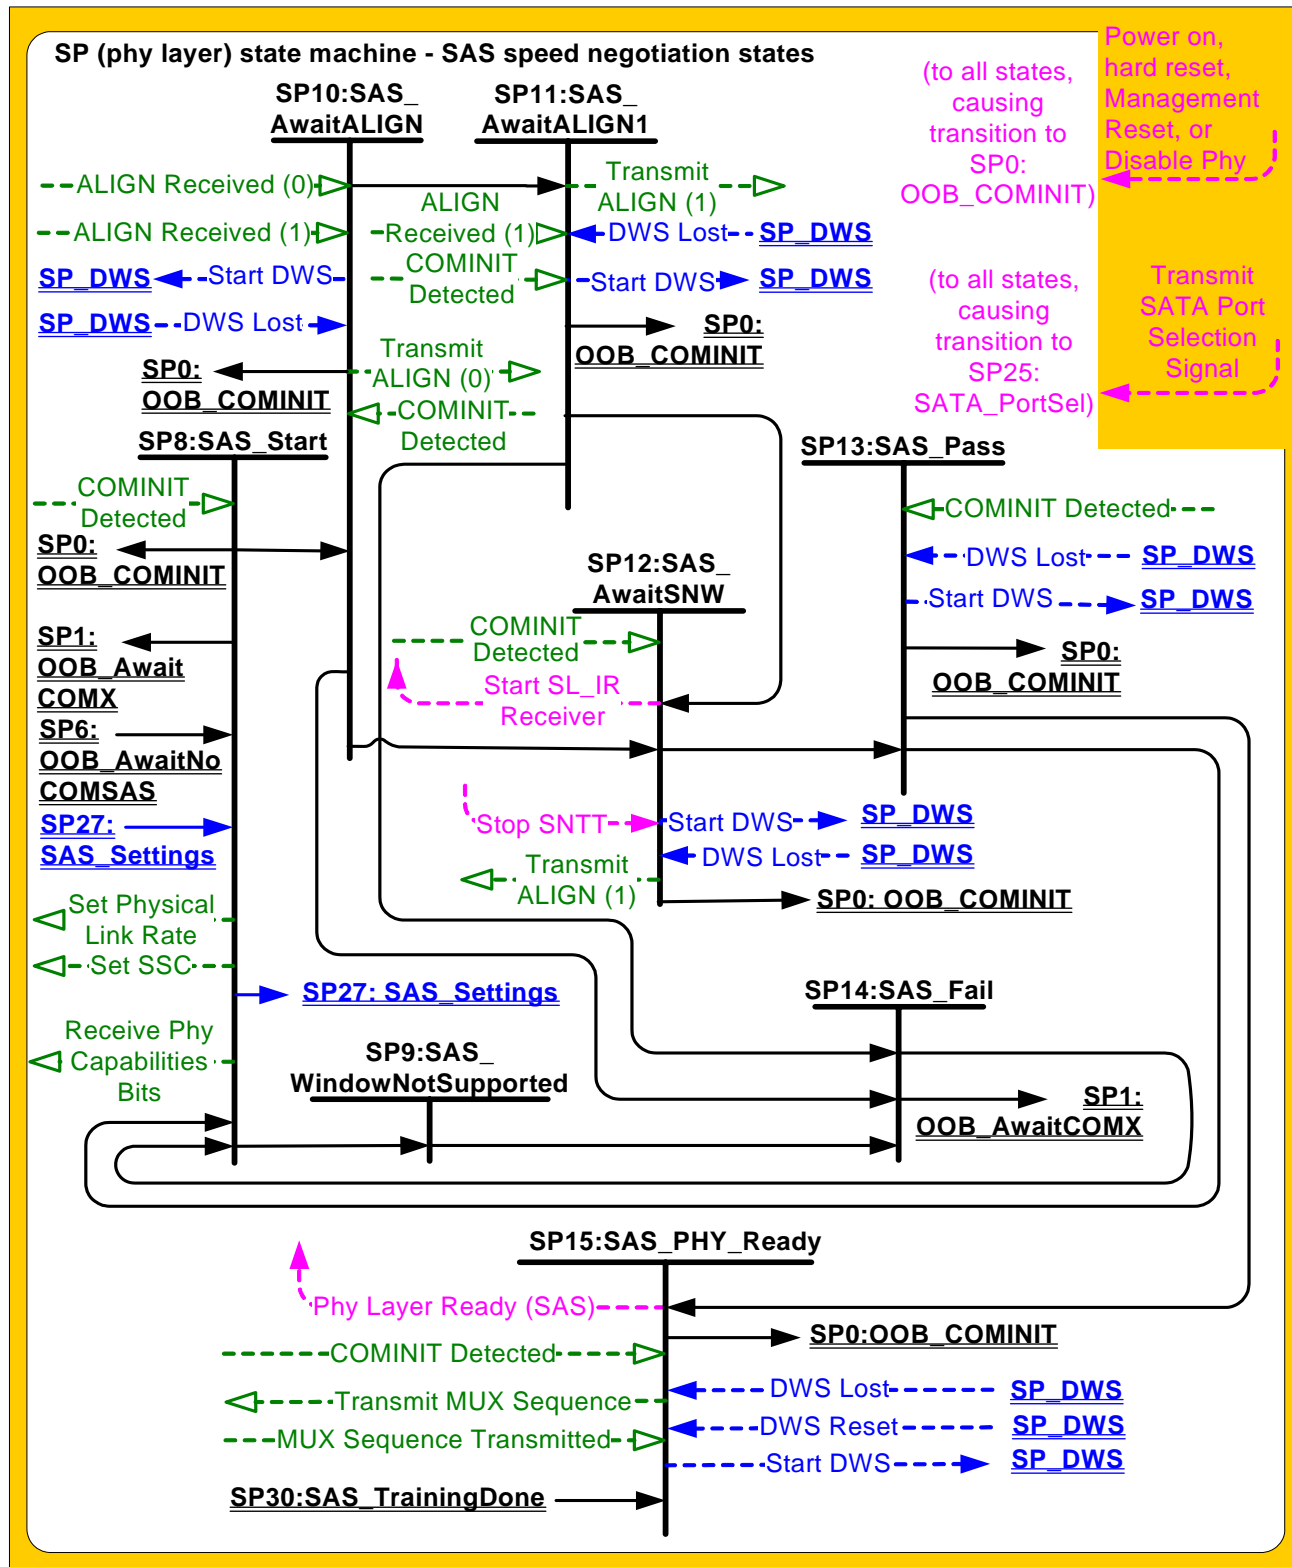 SP (phy layer) state machine - SAS speed negotiation states
Power on,
hard reset,
Management
Reset, or
Disable Phy
(to all states,
causing
transition to
SP0:
OOB_COMINIT)
Transmit
SATA Port
Selection
Signal
(to all states,
causing
transition to
SP25:
SATA_PortSel)
SP10:SAS_
AwaitALIGN
ALIGN Received (0)
ALIGN Received (1)
SP_DWS
Start DWS
SP_DWS
DWS Lost
SP0:
OOB_COMINIT
Transmit
ALIGN (0)
COMINIT
Detected
SP11:SAS_
AwaitALIGN1
Transmit
ALIGN (1)
ALIGN
Received (1)
DWS Lost
SP_DWS
COMINIT
Detected
Start DWS
SP_DWS
SP0:
OOB_COMINIT
SP8:SAS_Start
COMINIT
Detected
SP0:
OOB_COMINIT
SP1:
OOB_Await
COMX
SP6:
OOB_AwaitNo
COMSAS
SP27:
SAS_Settings
Set Physical
Link Rate
Set SSC
SP27: SAS_Settings
Receive Phy
Capabilities
Bits
SP12:SAS_
AwaitSNW
COMINIT
Detected
Start SL_IR
Receiver
Stop SNTT
Start DWS
SP_DWS
DWS Lost
SP_DWS
Transmit
ALIGN (1)
SP0: OOB_COMINIT
SP13:SAS_Pass
COMINIT Detected
DWS Lost
SP_DWS
Start DWS
SP_DWS
SP0:
OOB_COMINIT
SP14:SAS_Fail
SP1:
OOB_AwaitCOMX
SP9:SAS_
WindowNotSupported
SP15:SAS_PHY_Ready
Phy Layer Ready (SAS)
SP0:OOB_COMINIT
COMINIT Detected
DWS Lost
SP_DWS
Transmit MUX Sequence
DWS Reset
SP_DWS
MUX Sequence Transmitted
Start DWS
SP_DWS
SP30:SAS_TrainingDone